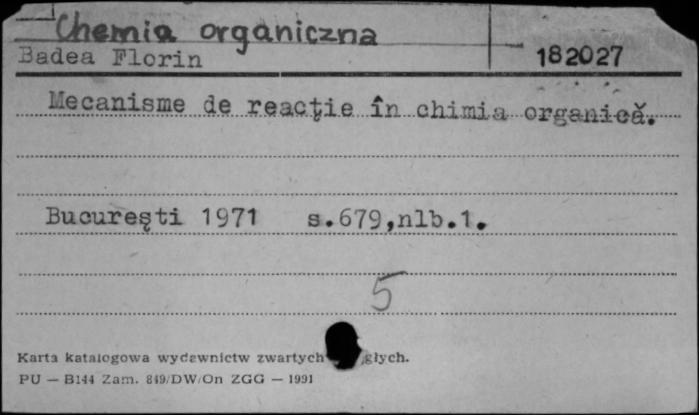 Chemia organiczna
Badea Florin 182027
Mecanisme de reacţie în chimia organică.
Bucureşti 1971 s.679,nlb.1.
5
Karta katalogowa wydawnictw zwartych głych.
PU — B144 Zam. 849/DW/On ZGG — 1991